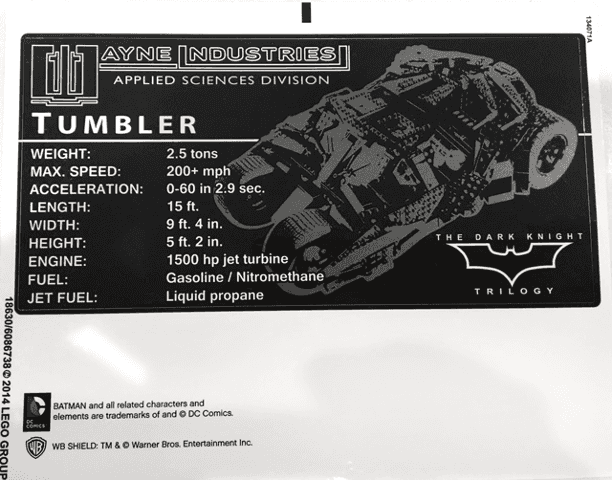 134071A
WAYNE INDUSTRIES
APPLIED SCIENCES DIVISION
TUMBLER
WEIGHT: 2.5 tons
MAX. SPEED: 200+ mph
ACCELERATION: 0-60 in 2.9 sec.
LENGTH: 15 ft.
WIDTH: 9 ft. 4 in.
HEIGHT: 5 ft. 2 in.
ENGINE: 1500 hp jet turbine
FUEL: Gasoline / Nitromethane
JET FUEL: Liquid propane
THE DARK KNIGHT
TRILOGY
18630/6086738 © 2014 LEGO GROUP
DC
COMICS
BATMAN and all related characters and
elements are trademarks of and © DC Comics.
WB
WB SHIELD: TM & © Warner Bros. Entertainment Inc.